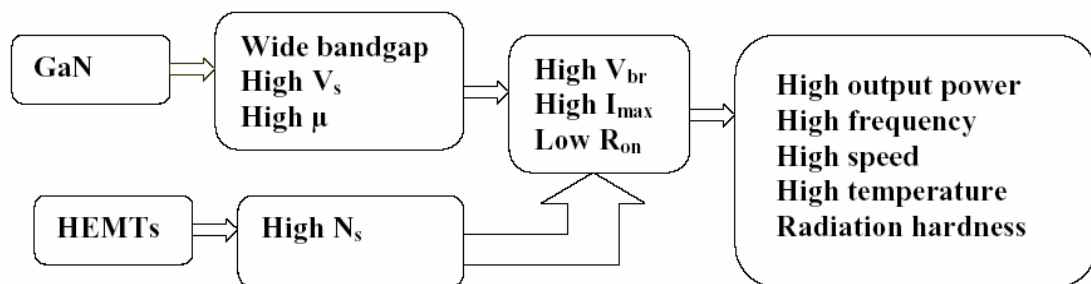 GaN
Wide bandgap
High Vs
High μ
High Vbr
High Imax
Low Ron
High output power
High frequency
High speed
High temperature
Radiation hardness
HEMTs
High Ns